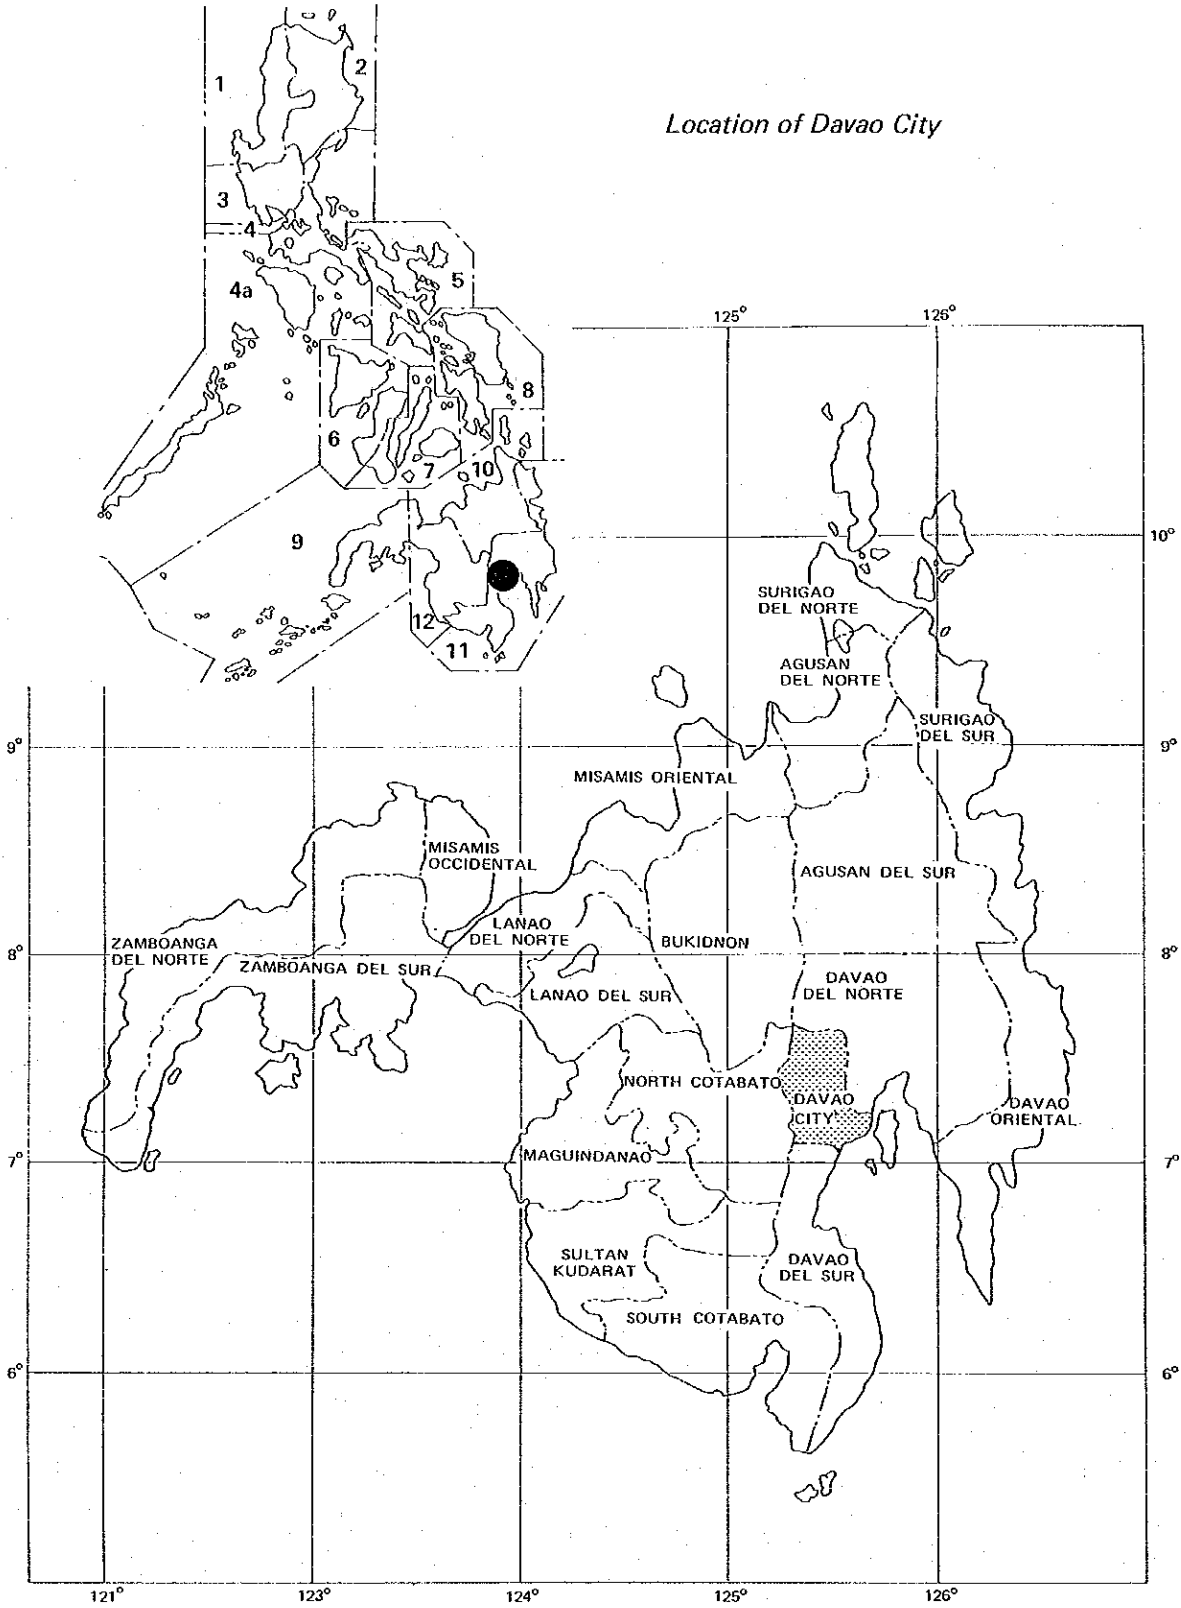 Location of Davao City
1
2
3
4
4a
5
6
7
8
9
10
11
12
125°
126°
10°
SURIGAO
DEL NORTE
AGUSAN
DEL NORTE
SURIGAO
DEL SUR
9°
9°
MISAMIS ORIENTAL
MISAMIS
OCCIDENTAL
AGUSAN DEL SUR
LANAO
DEL NORTE
BUKIDNON
ZAMBOANGA
DEL NORTE
8°
8°
ZAMBOANGA DEL SUR
LANAO DEL SUR
DAVAO
DEL NORTE
NORTH COTABATO
DAVAO
CITY
DAVAO
ORIENTAL
MAGUINDANAO
7°
7°
SULTAN
KUDARAT
DAVAO
DEL SUR
SOUTH COTABATO
6°
6°
121°
123°
124°
125°
126°